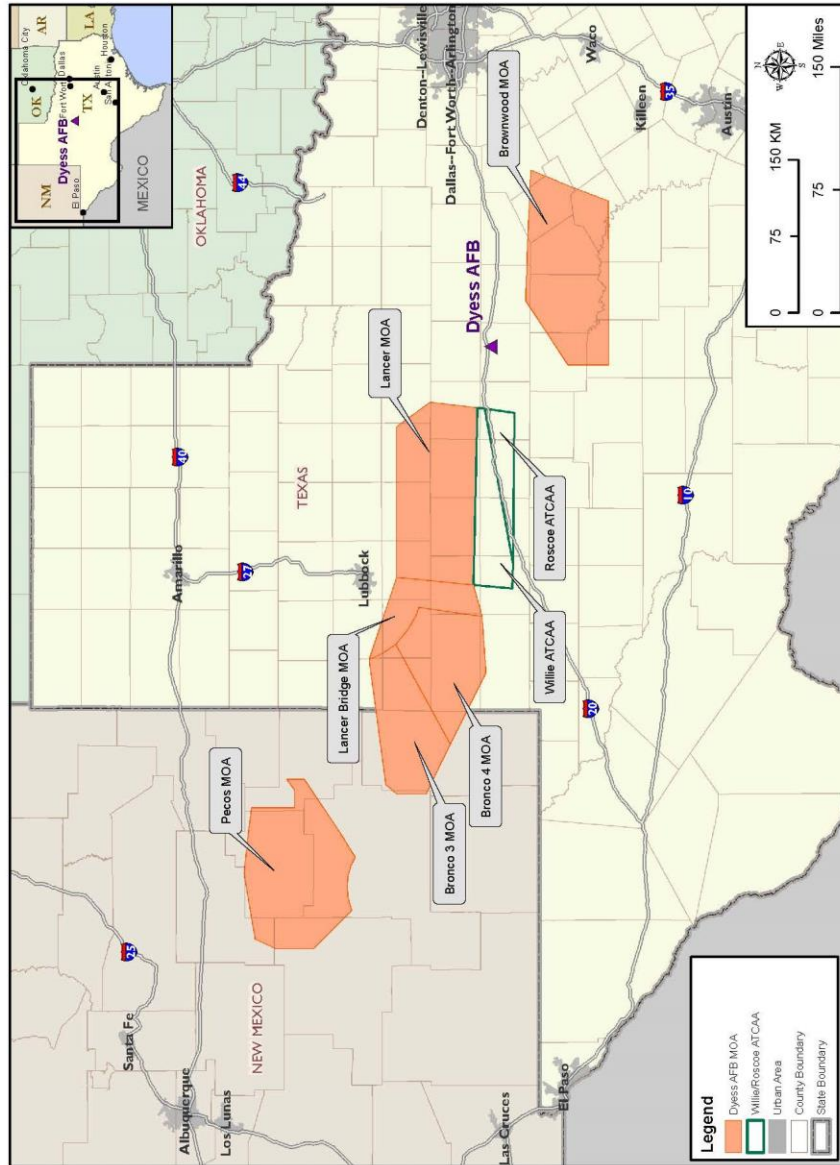 Santa Fe
25
Albuquerque
Los Lunas
NEW MEXICO
Pecos MOA
Amarillo
40
27
TEXAS
OKLAHOMA
44
NM
OK
AR
LA
TX
Oklahoma City
Fort Worth
Dallas
Dyess AFB
Austin
Houston
San Antonio
El Paso
MEXICO
Lubbock
Lancer Bridge MOA
Lancer MOA
Bronco 3 MOA
Bronco 4 MOA
Denton--Lewisville
Dallas--Fort Worth--Arlington
Dyess AFB
Brownwood MOA
Willie ATCAA
Roscoe ATCAA
Las Cruces
El Paso
20
10
Waco
Killeen
35
Austin
Legend
Dyess AFB MOA
Willie/Roscoe ATCAA
Urban Area
County Boundary
State Boundary
N
E
S
W
0 75 150 KM
0 75 150 Miles